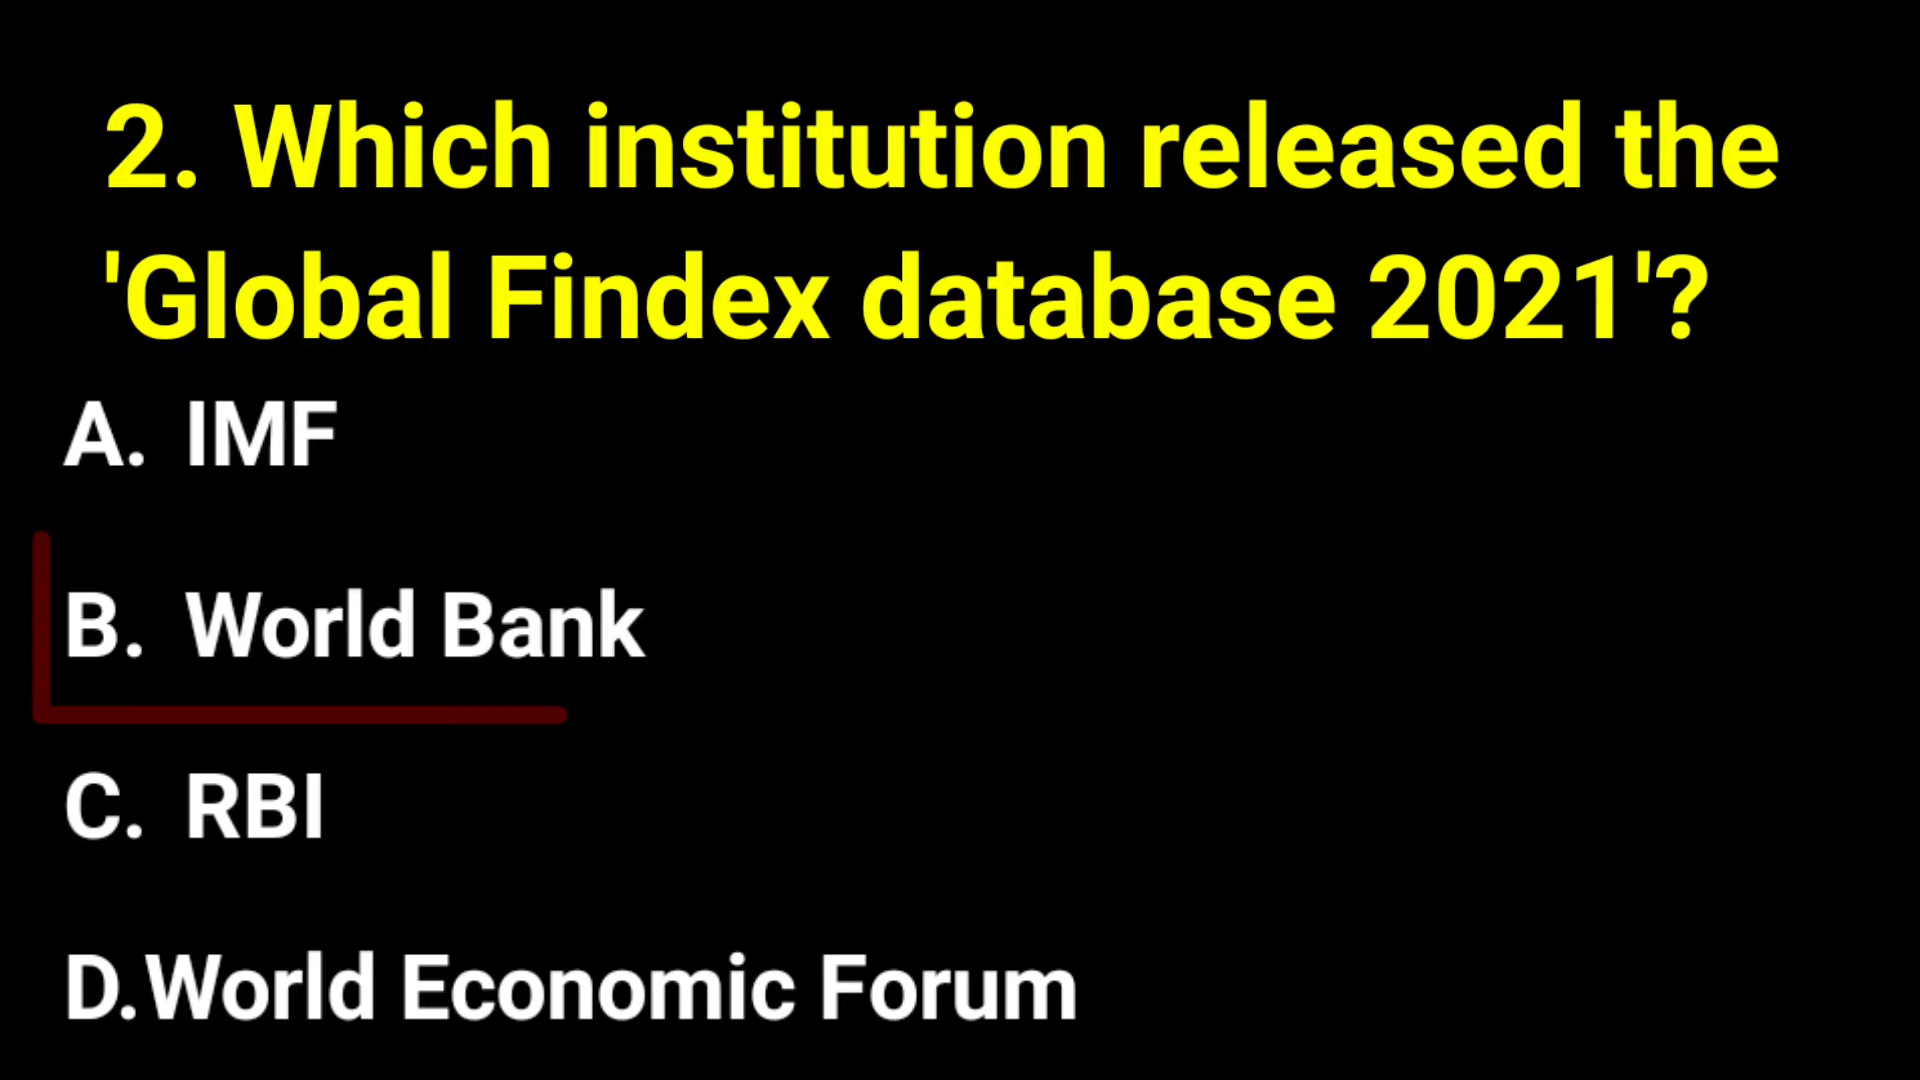 2. Which institution released the
'Global Findex database 2021'?
A. IMF
B. World Bank
C. RBI
D.World Economic Forum